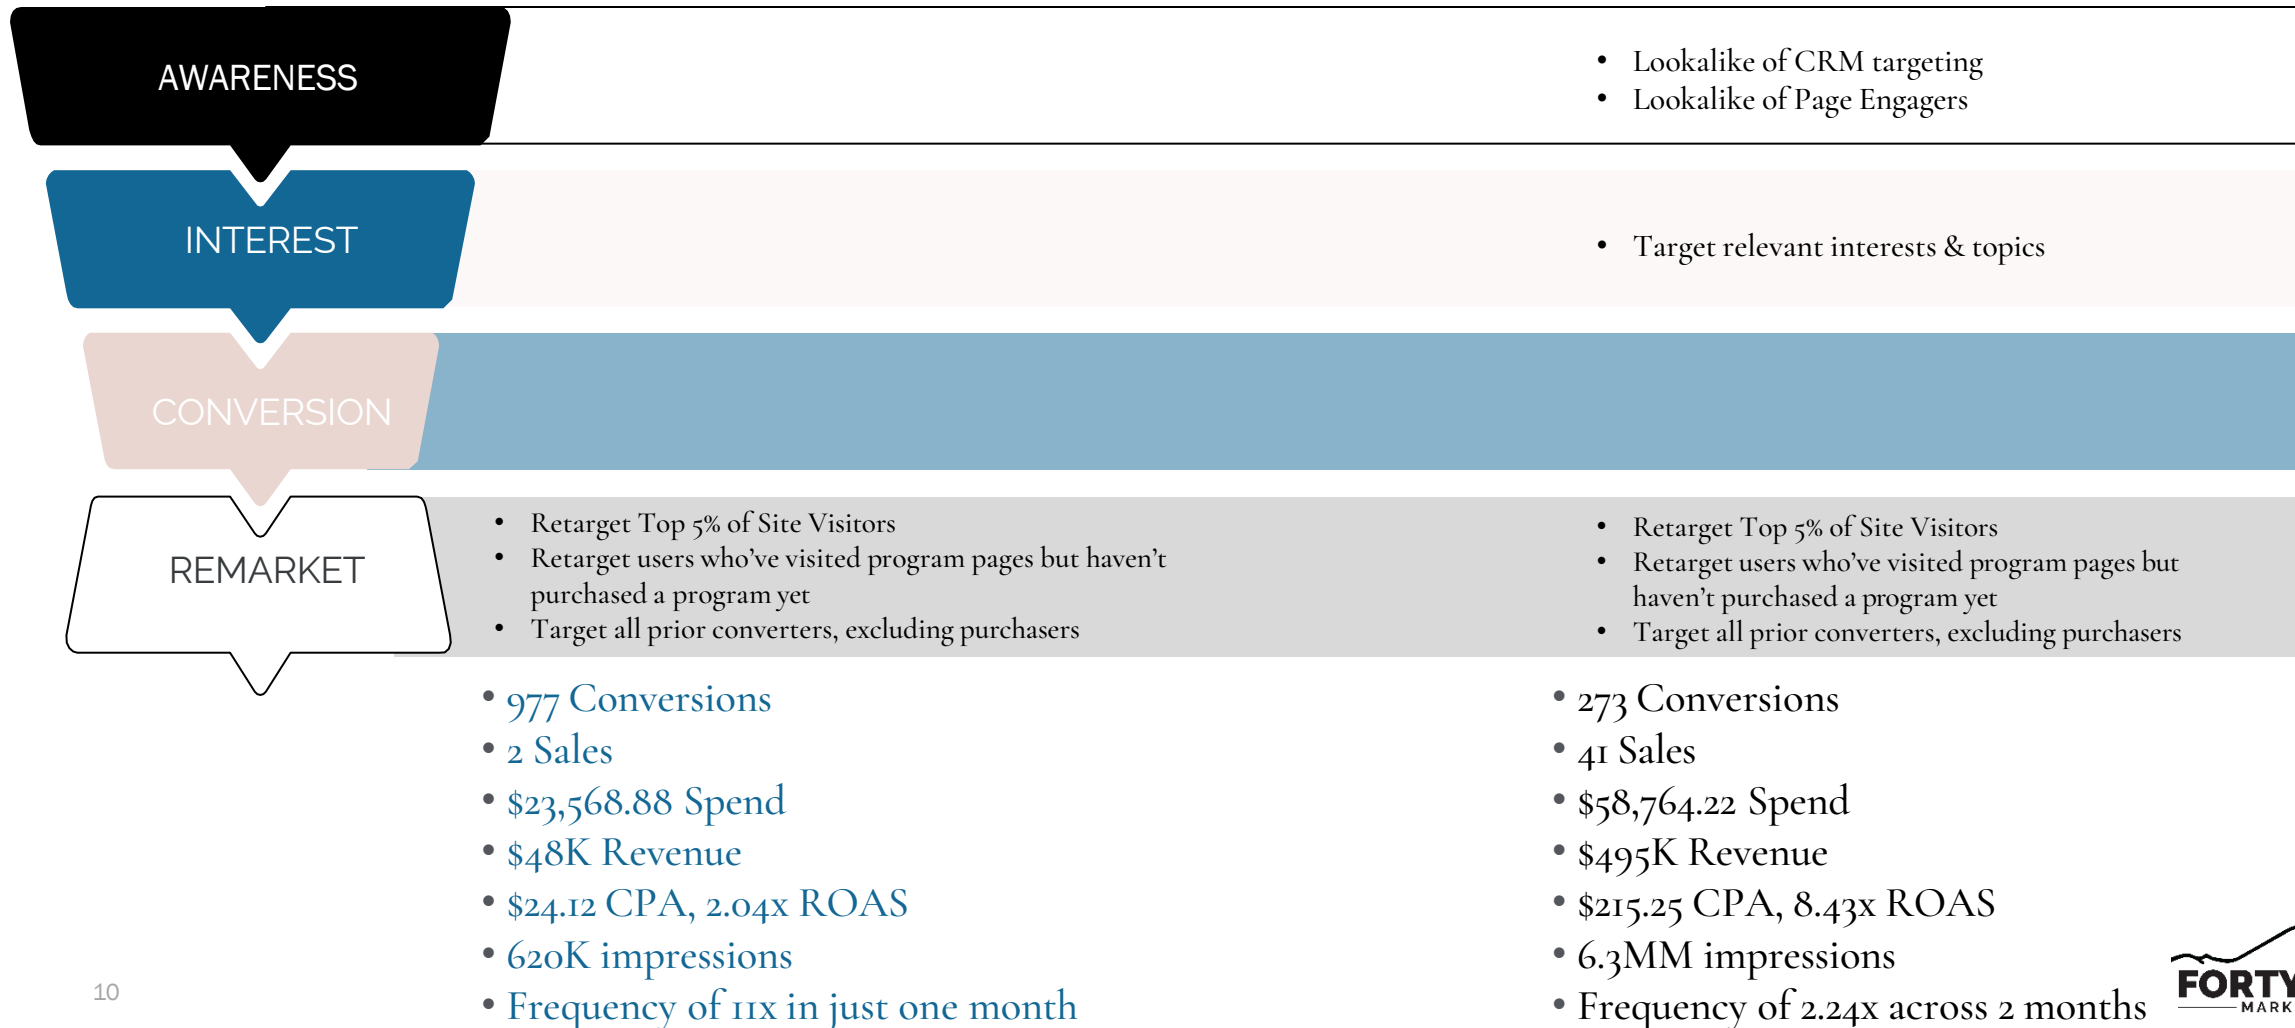 AWARENESS
• Lookalike of CRM targeting
• Lookalike of Page Engagers
INTEREST
• Target relevant interests & topics
CONVERSION
REMARKET
• Retarget Top 5% of Site Visitors
• Retarget users who’ve visited program pages but haven’t
purchased a program yet
• Target all prior converters, excluding purchasers
• Retarget Top 5% of Site Visitors
• Retarget users who’ve visited program pages but
haven’t purchased a program yet
• Target all prior converters, excluding purchasers
• 977 Conversions
• 2 Sales
• $23,568.88 Spend
• $48K Revenue
• $24.12 CPA, 2.04x ROAS
• 620K impressions
• Frequency of 11x in just one month
• 273 Conversions
• 41 Sales
• $58,764.22 Spend
• $495K Revenue
• $215.25 CPA, 8.43x ROAS
• 6.3MM impressions
• Frequency of 2.24x across 2 months
10
FORTY
MARK